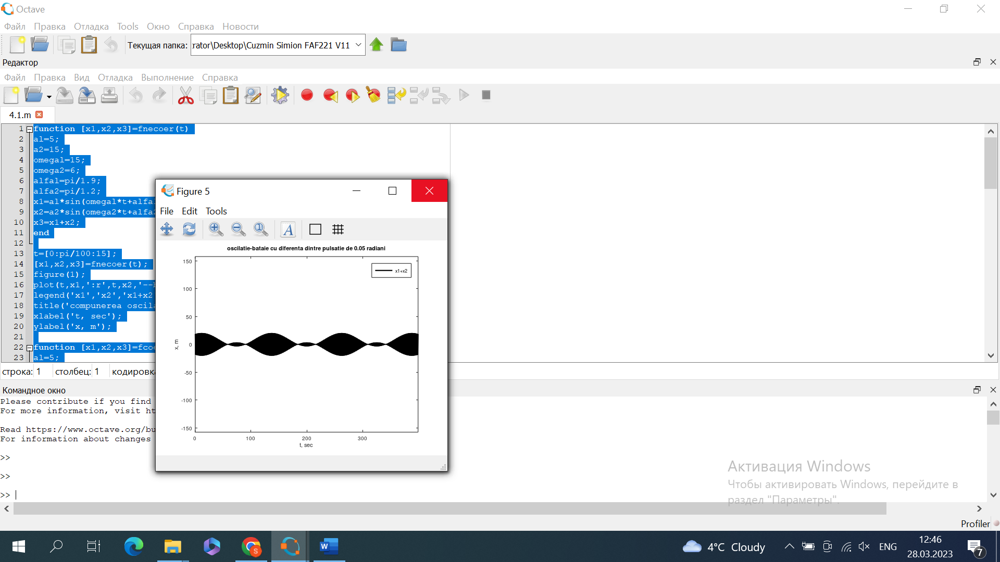 Octave
Файл Правка Отладка Tools Окно Справка Новости
Текущая папка: :rator\Desktop\Cuzmin Simion FAF221 V11
Редактор
Файл Правка Вид Отладка Выполнение Справка
4.1.m
1 function [x1,x2,x3]=fnecoer(t)
2 a1=5;
3 a2=15;
4 omega1=15;
5 omega2=6;
6 alfa1=pi/1.9;
7 alfa2=pi/1.2;
8 x1=a1*sin(omega1*t+alfa1
9 x2=a2*sin(omega2*t+alfa2
10 x3=x1+x2;
11 end
12
13 t=[0:pi/100:15];
14 [x1,x2,x3]=fnecoer(t);
15 figure(1);
16 plot(t,x1,':r',t,x2,'--b
17 legend('x1','x2','x1+x2
18 title('compunerea oscila
19 xlabel('t, sec');
20 ylabel('x, m');
21
22 function [x1,x2,x3]=fcoe
23 a1=5;
строка: 1 столбец: 1 кодировка
Figure 5
File Edit Tools
oscilatie-bataie cu diferenta dintre pulsatie de 0.05 radiani
x1+x2
150
100
50
0
-50
-100
-150
x, m
0 100 200 300
t, sec
Командное окно
Please contribute if you find
For more information, visit ht
Read https://www.octave.org/bu
For information about changes
>>
>>
>>
Активация Windows
Чтобы активировать Windows, перейдите в
раздел "Параметры".
Profiler
4°C Cloudy
ENG
12:46
28.03.2023
7